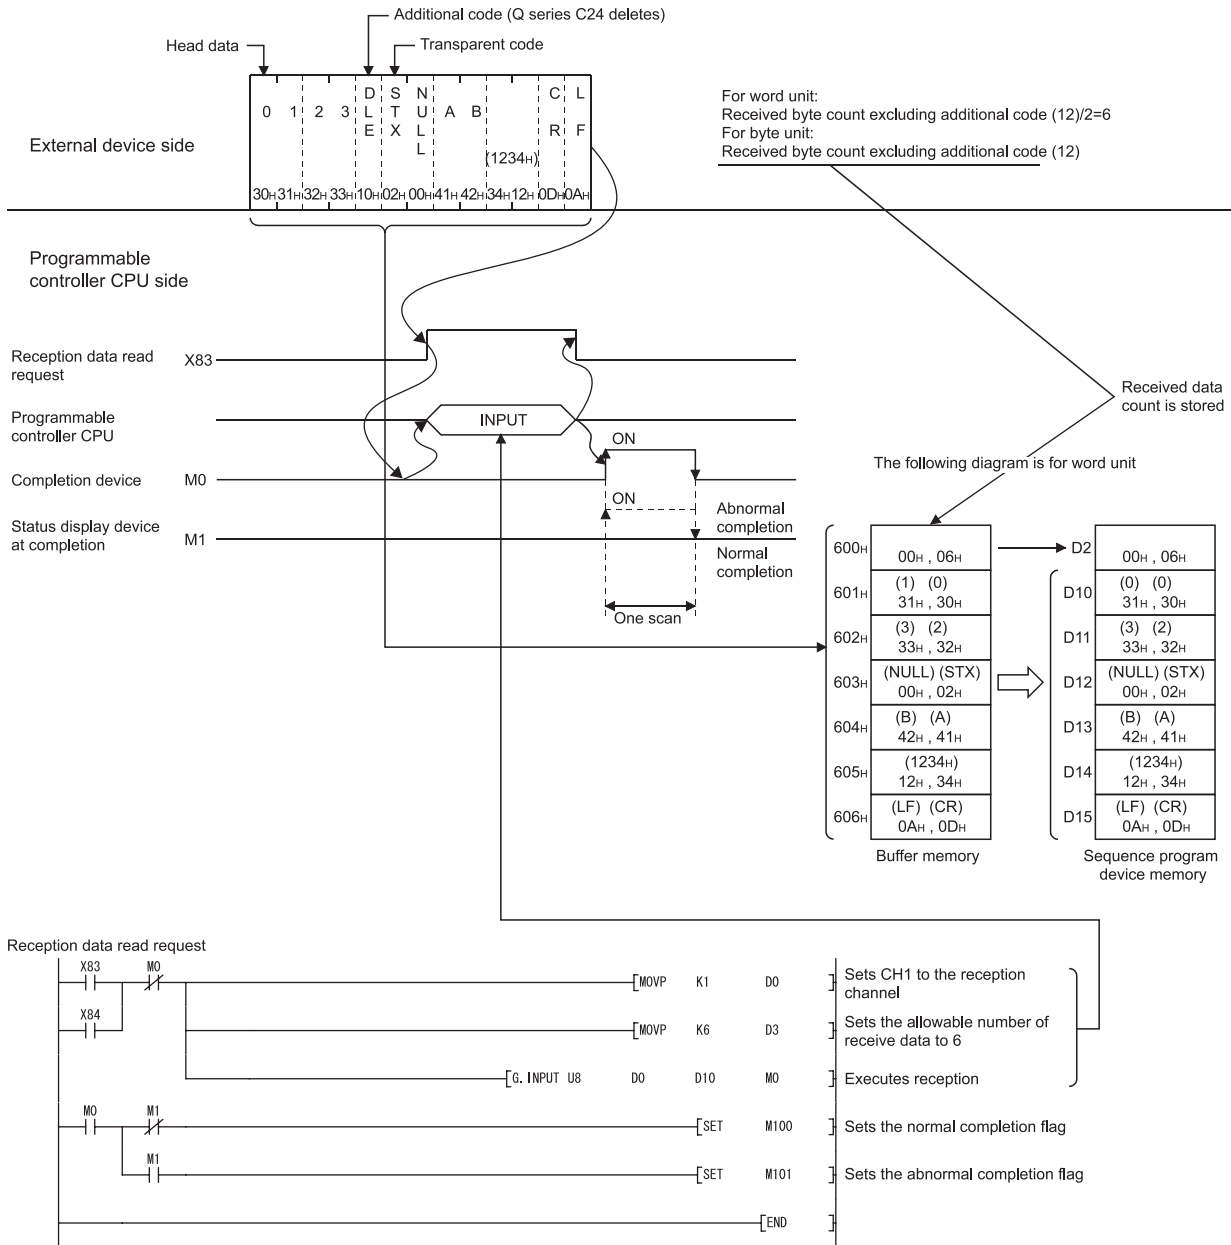 Additional code (Q series C24 deletes)
Head data
Transparent code
0 1 2 3 DLE STX NULL A B (1234H) CR LF
30H 31H 32H 33H 10H 02H 00H 41H 42H 34H 12H 0DH 0AH
External device side
For word unit:
Received byte count excluding additional code (12)/2=6
For byte unit:
Received byte count excluding additional code (12)
Programmable
controller CPU side
Reception data read
request
X83
Programmable
controller CPU
INPUT
Completion device
M0
ON
Status display device
at completion
M1
ON
Abnormal
completion
Normal
completion
One scan
Received data
count is stored
The following diagram is for word unit
600H 00H , 06H D2 00H , 06H
601H (1) (0) D10 (0) (0)
31H , 30H 31H , 30H
602H (3) (2) D11 (3) (2)
33H , 32H 33H , 32H
603H (NULL) (STX) D12 (NULL) (STX)
00H , 02H 00H , 02H
604H (B) (A) D13 (B) (A)
42H , 41H 42H , 41H
605H (1234H) D14 (1234H)
12H , 34H 12H , 34H
606H (LF) (CR) D15 (LF) (CR)
0AH , 0DH 0AH , 0DH
Buffer memory
Sequence program
device memory
Reception data read request
X83 M0 [MOVP K1 D0 ] Sets CH1 to the reception
channel
X84 [MOVP K6 D3 ] Sets the allowable number of
receive data to 6
[G.INPUT U8 D0 D10 M0 ] Executes reception
M0 M1 [SET M100 ] Sets the normal completion flag
M1 [SET M101 ] Sets the abnormal completion flag
[END ]